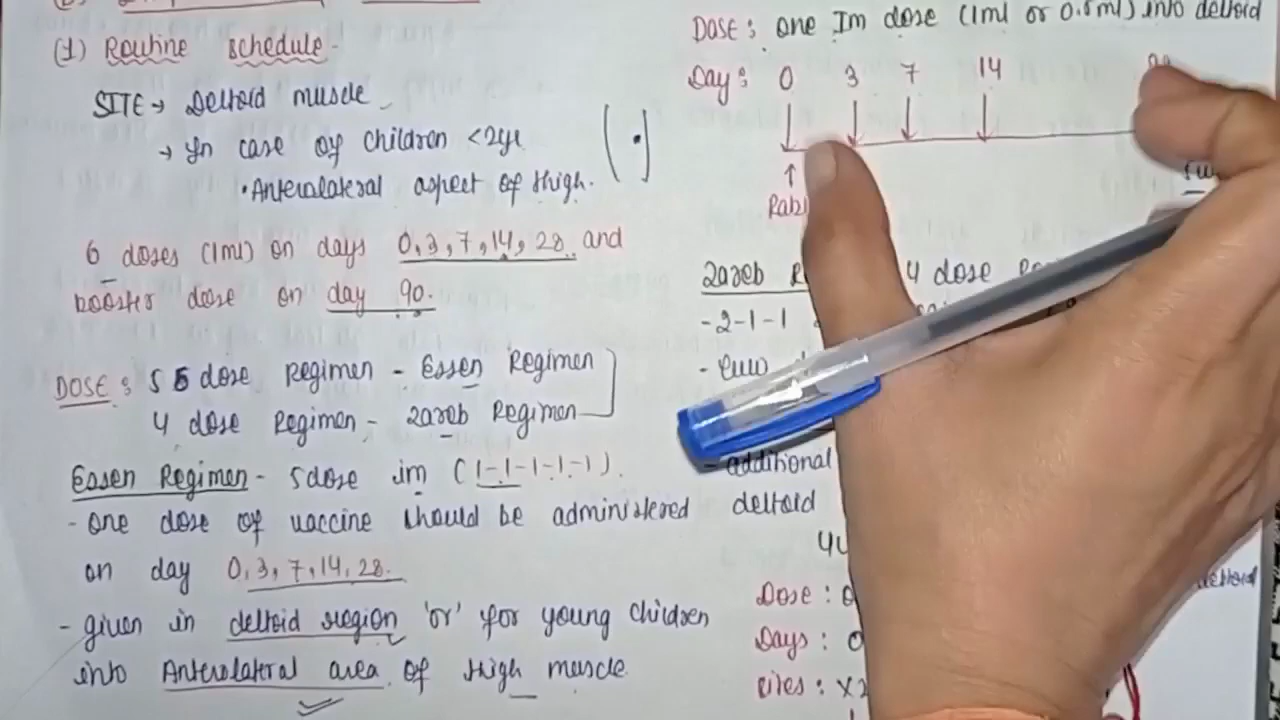 (1) Routine schedule -
SITE → Deltoid muscle
→ In case of children <2yr
• Anterolateral aspect of thigh.
6 doses (1ml) on days 0,3,7,14,28 and
booster dose on day 90.
DOSE : 5 dose Regimen - Essen Regimen
4 dose Regimen - Zagreb Regimen
Essen Regimen - 5dose im (1-1-1-1-1).
- one dose of vaccine should be administered
on day 0,3,7,14,28.
- given in deltoid region 'or' for young children
into Anterolateral area of thigh muscle.
Dose : one Im dose (1ml or 0.5ml) into deltoid
Day : 0 3 7 14
4 dose
- 2-1-1
- additional
deltoid
Dose :
Days : 0
Sites :
deltoid